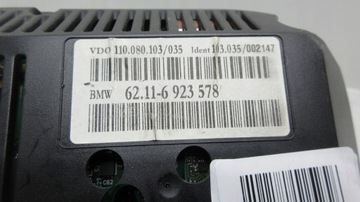 VDO 110.080.103/035 Ident 103.035/002147
BMW 62.11-6 923 578